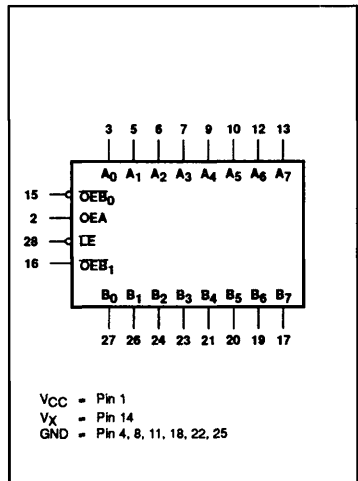 3 5 6 7 9 10 12 13
A0 A1 A2 A3 A4 A5 A6 A7
15 OEB0
2 OEA
28 LE
16 OEB1
B0 B1 B2 B3 B4 B5 B6 B7
27 26 24 23 21 20 19 17
VCC = Pin 1
VX = Pin 14
GND = Pin 4, 8, 11, 18, 22, 25